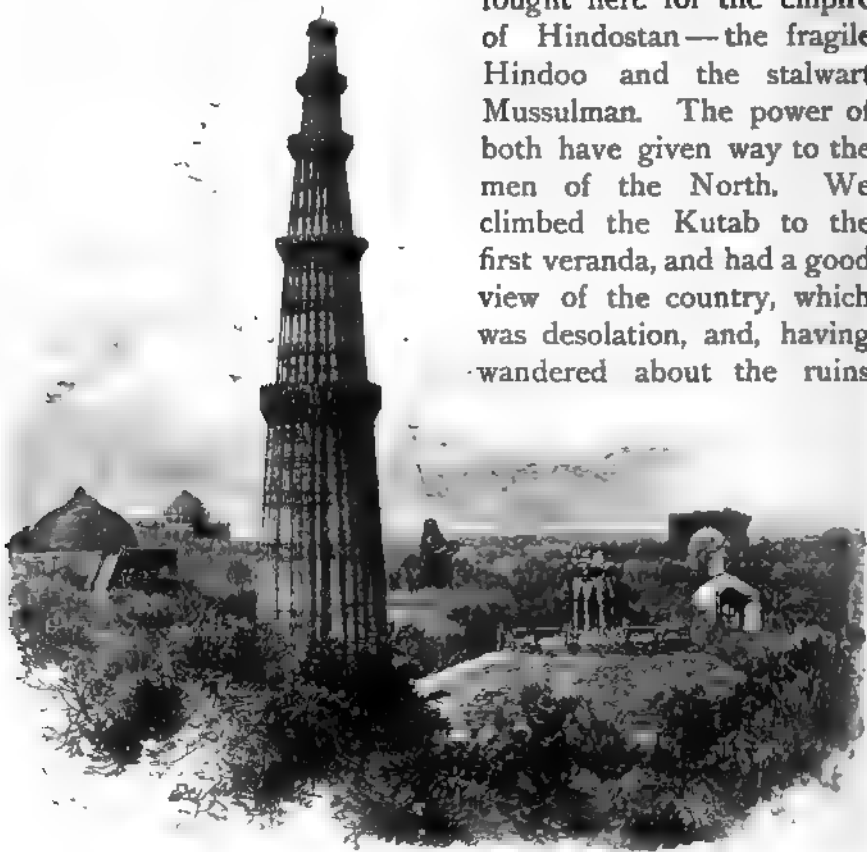 fought here for the empire
of Hindostan — the fragile
Hindoo and the stalwart
Mussulman. The power of
both have given way to the
men of the North. We
climbed the Kutab to the
first veranda, and had a good
view of the country, which
was desolation, and, having
wandered about the ruins